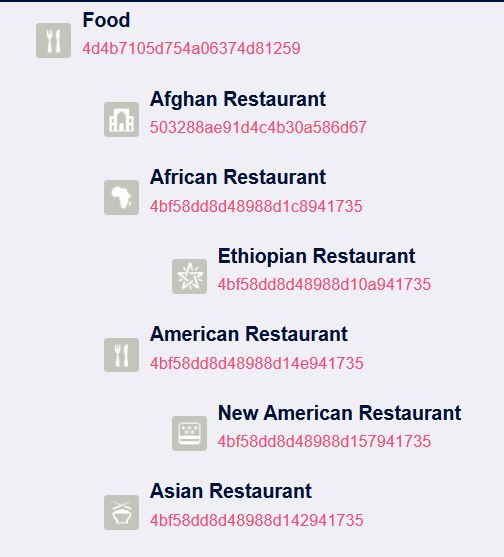 Food
4d4b7105d754a06374d81259
Afghan Restaurant
503288ae91d4c4b30a586d67
African Restaurant
4bf58dd8d48988d1c8941735
Ethiopian Restaurant
4bf58dd8d48988d10a941735
American Restaurant
4bf58dd8d48988d14e941735
New American Restaurant
4bf58dd8d48988d157941735
Asian Restaurant
4bf58dd8d48988d142941735